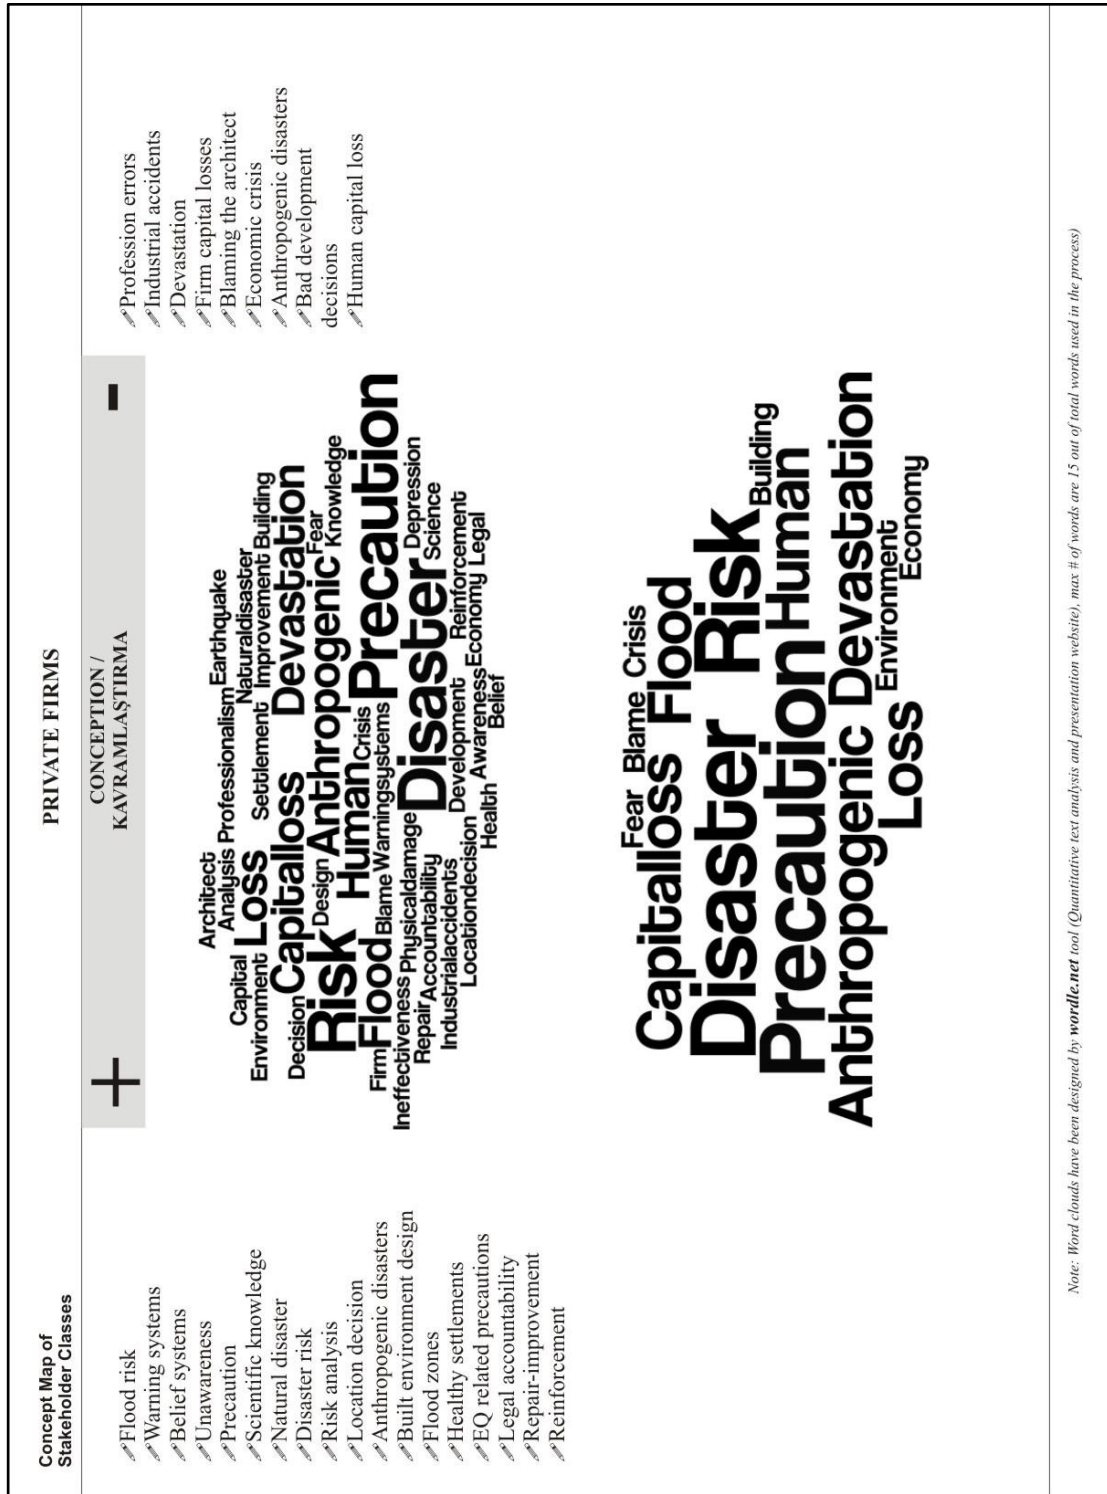 Concept Map of
Stakeholder Classes
PRIVATE FIRMS
CONCEPTION /
KAVRAMLAŞTIRMA
+
-
Flood risk
Warning systems
Belief systems
Unawareness
Precaution
Scientific knowledge
Natural disaster
Disaster risk
Risk analysis
Location decision
Anthropogenic disasters
Built environment design
Flood zones
Healthy settlements
EQ related precautions
Legal accountability
Repair-improvement
Reinforcement
Architect
Analysis Professionalism Earthquake
Capital Loss Naturaldisaster
Environment Settlement Improvement Building
Decision Capitalloss Devastation
Risk Design Anthropogenic Fear
Human Crisis Knowledge
Flood Blame Warningsystems Precaution
Firm
Ineffectiveness Physicaldamage Disaster Depression
Repair Accountability Science
Industrialaccidents Development Reinforcement
Locationdecision Awareness Economy Legal
Health Belief
Fear Blame Crisis
Capitalloss Flood
Disaster Risk
Building
Precaution Human
Anthropogenic Devastation
Loss Environment
Economy
Profession errors
Industrial accidents
Devastation
Firm capital losses
Blaming the architect
Economic crisis
Anthropogenic disasters
Bad development
decisions
Human capital loss
Note: Word clouds have been designed by wordle.net tool (Quantitative text analysis and presentation website), max # of words are 15 out of total words used in the process)